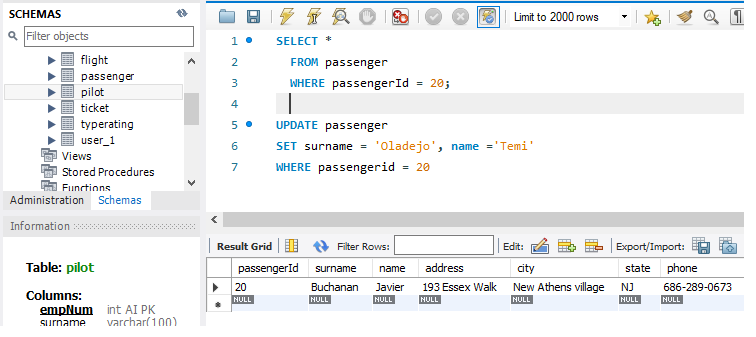 SCHEMAS
Filter objects
flight
passenger
pilot
ticket
typerating
user_1
Views
Stored Procedures
Functions
Administration Schemas
Information
Table: pilot
Columns:
empNum int AI PK
surname varchar(100)
Limit to 2000 rows
1 SELECT *
2 FROM passenger
3 WHERE passengerId = 20;
4
5 UPDATE passenger
6 SET surname = 'Oladejo', name ='Temi'
7 WHERE passengerid = 20
Result Grid Filter Rows: Edit: Export/Import:
passengerId surname name address city state phone
20 Buchanan Javier 193 Essex Walk New Athens village NJ 686-289-0673
NULL NULL NULL NULL NULL NULL NULL